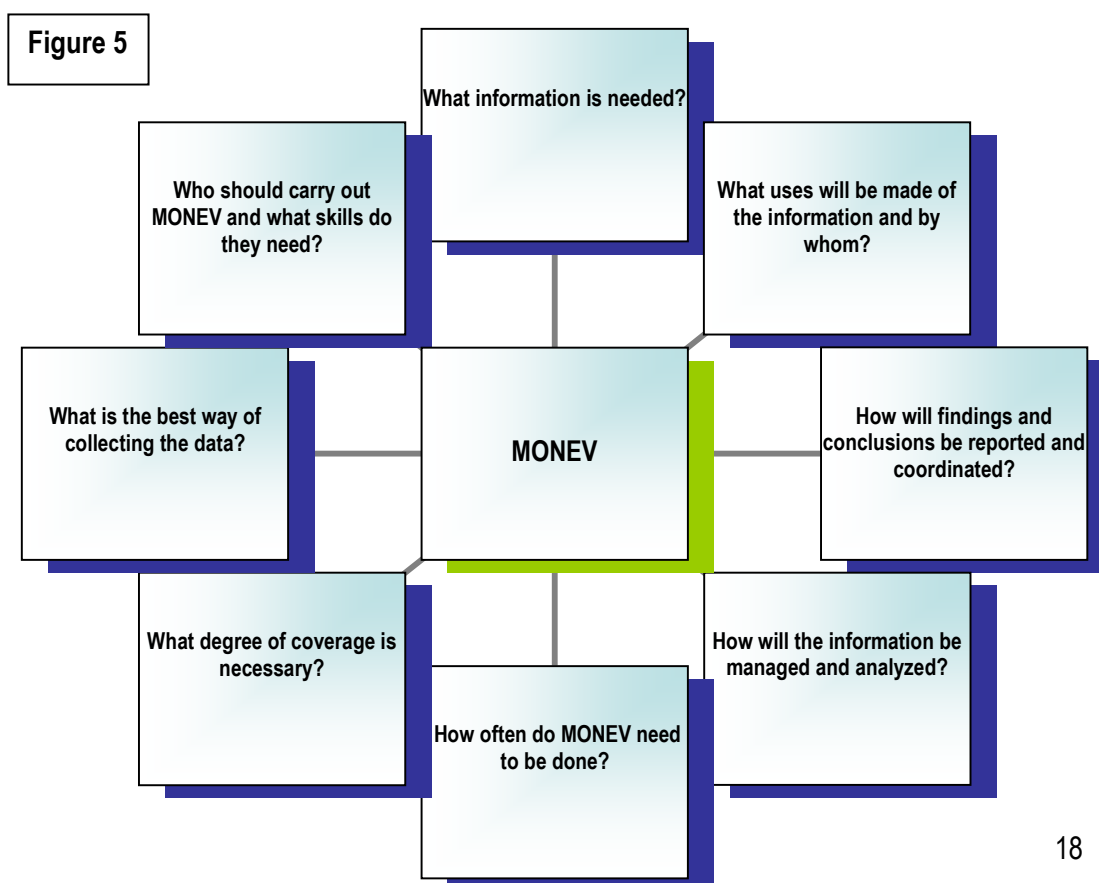 Figure 5
What information is needed?
Who should carry out
MONEV and what skills do
they need?
What uses will be made of
the information and by
whom?
What is the best way of
collecting the data?
MONEV
How will findings and
conclusions be reported and
coordinated?
What degree of coverage is
necessary?
How will the information be
managed and analyzed?
How often do MONEV need
to be done?
18